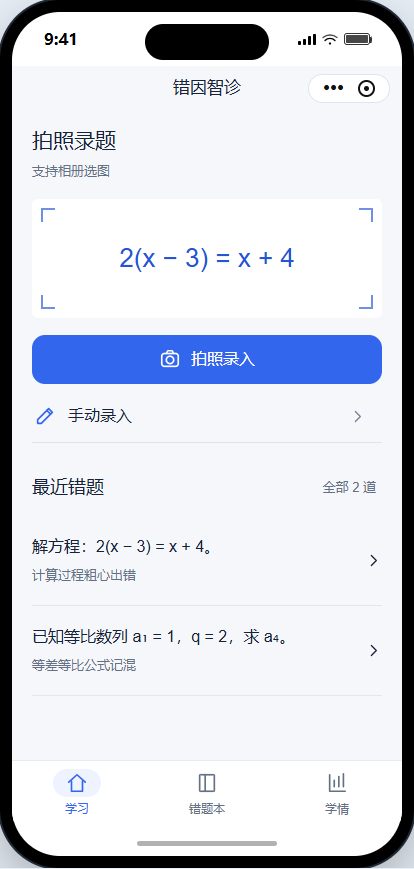 9:41
错因智诊
拍照录题
支持相册选图
2(x − 3) = x + 4
拍照录入
手动录入
最近错题
全部 2 道
解方程：2(x − 3) = x + 4。
计算过程粗心出错
已知等比数列 a₁ = 1，q = 2，求 a₄。
等差等比公式记混
学习
错题本
学情